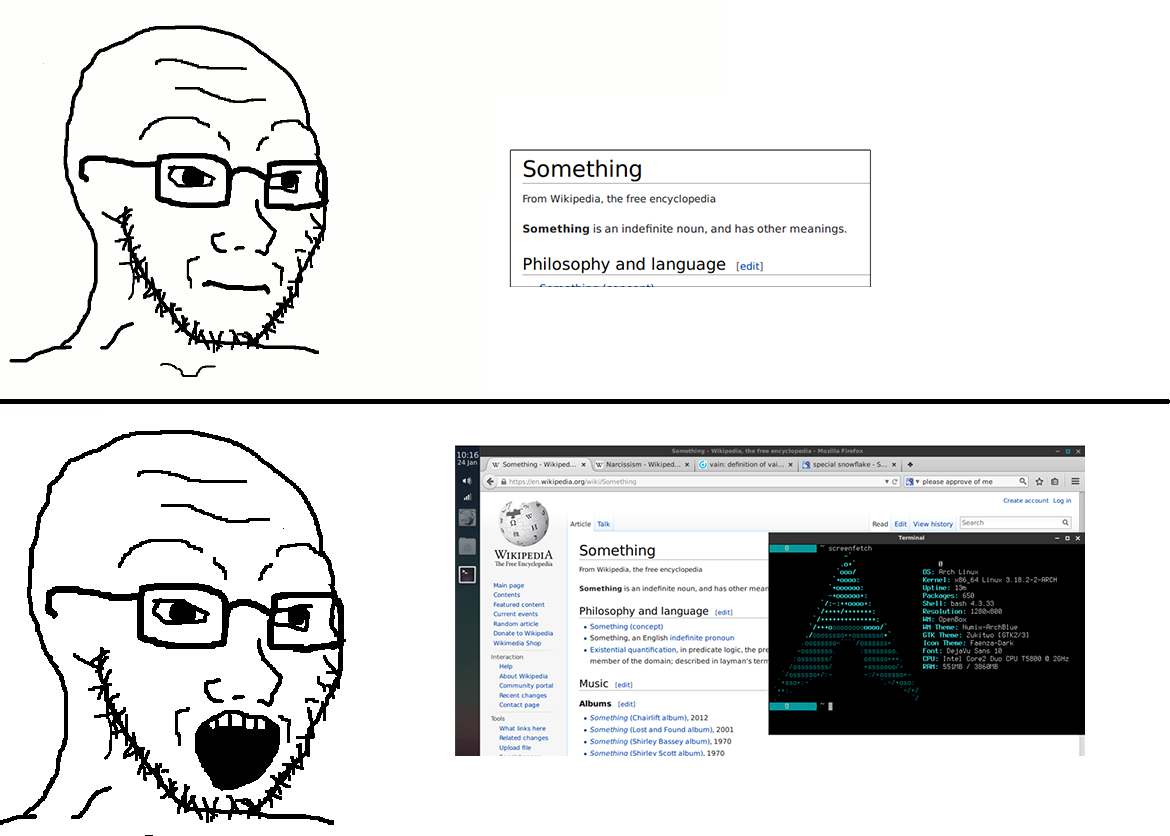 Something
From Wikipedia, the free encyclopedia
Something is an indefinite noun, and has other meanings.
Philosophy and language [edit]
Something (concept)
10:16
24 Jan
Something - Wikipedia, the free encyclopedia - Mozilla Firefox
Something - Wikiped...
Narcissism - Wikiped...
vain: definition of vai...
special snowflake - S...
https://en.wikipedia.org/wiki/Something
please approve of me
Create account Log in
Article Talk
Read Edit View history
Search
WIKIPEDIA
The Free Encyclopedia
Main page
Contents
Featured content
Current events
Random article
Donate to Wikipedia
Wikimedia Shop
Interaction
Help
About Wikipedia
Community portal
Recent changes
Contact page
Tools
What links here
Related changes
Upload file
Something
From Wikipedia, the free encyclopedia
Something is an indefinite noun, and has other mean
Philosophy and language [edit]
Something (concept)
Something, an English indefinite pronoun
Existential quantification, in predicate logic, the pre
member of the domain; described in layman's term
Music [edit]
Albums [edit]
Something (Chairlift album), 2012
Something (Lost and Found album), 2001
Something (Shirley Bassey album), 1970
Something (Shirley Scott album), 1970
Terminal
0 ~ screenfetch
0
OS: Arch Linux
Kernel: x86_64 Linux 3.18.2-2-ARCH
Uptime: 13m
Packages: 650
Shell: bash 4.3.33
Resolution: 1280x800
WM: OpenBox
WM Theme: Numix-ArchBlue
GTK Theme: Zukitwo [GTK2/3]
Icon Theme: Faenza-Dark
Font: DejaVu Sans 10
CPU: Intel Core2 Duo CPU T5800 @ 2GHz
RAM: 551MB / 3860MB
0 ~